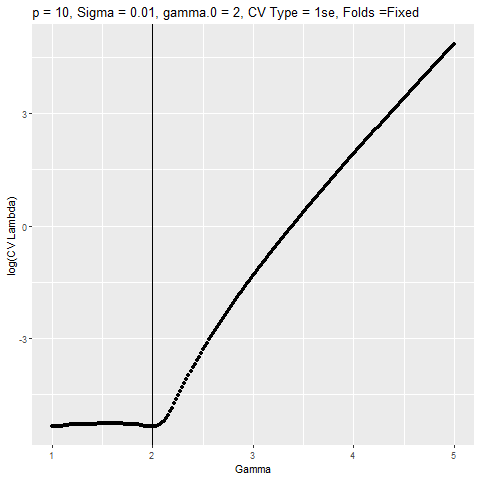 p = 10, Sigma = 0.01, gamma.0 = 2, CV Type = 1se, Folds =Fixed
log(CV Lambda)
3
0
-3
1
2
3
4
5
Gamma